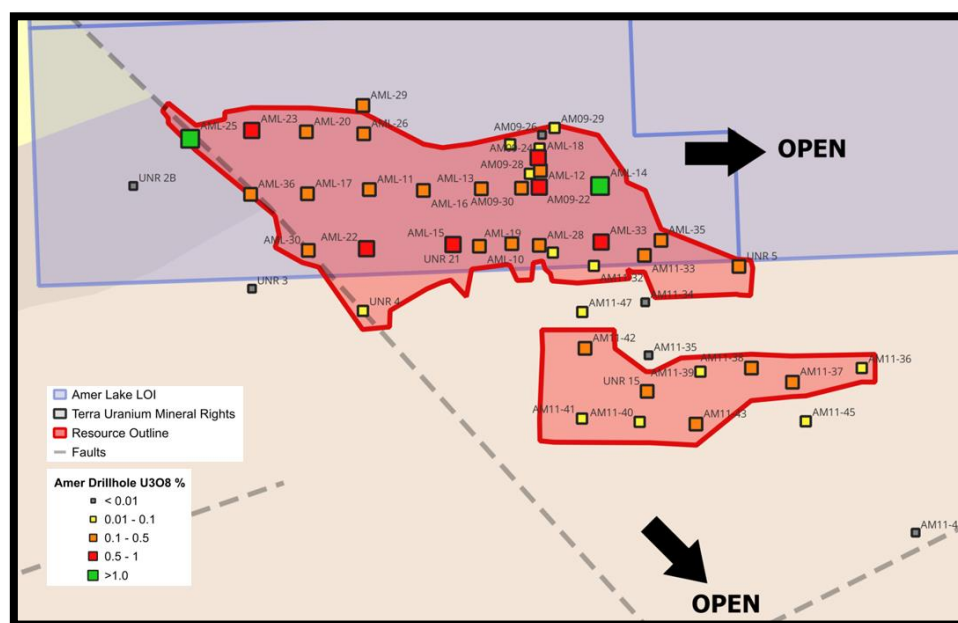 AML-29
AML-25
AML-23
AML-20
AML-26
AM09-26
AM09-29
AM09-24
AML-18
OPEN
UNR 2B
AML-36
AML-17
AML-11
AML-16
AML-13
AM09-30
AM09-28
AML-12
AM09-22
AML-14
AML-30
AML-22
AML-15
UNR 21
AML-19
AML-10
AML-28
AML-33
AML-35
AM11-33
UNR 5
AM11-32
UNR 3
UNR 4
AM11-47
AM11-34
AM11-42
AM11-35
AM11-39
AM11-38
AM11-37
AM11-36
UNR 15
AM11-41
AM11-40
AM11-43
AM11-45
Amer Lake LOI
Terra Uranium Mineral Rights
Resource Outline
Faults
Amer Drillhole U3O8 %
< 0.01
0.01 - 0.1
0.1 - 0.5
0.5 - 1
>1.0
AM11-4
OPEN